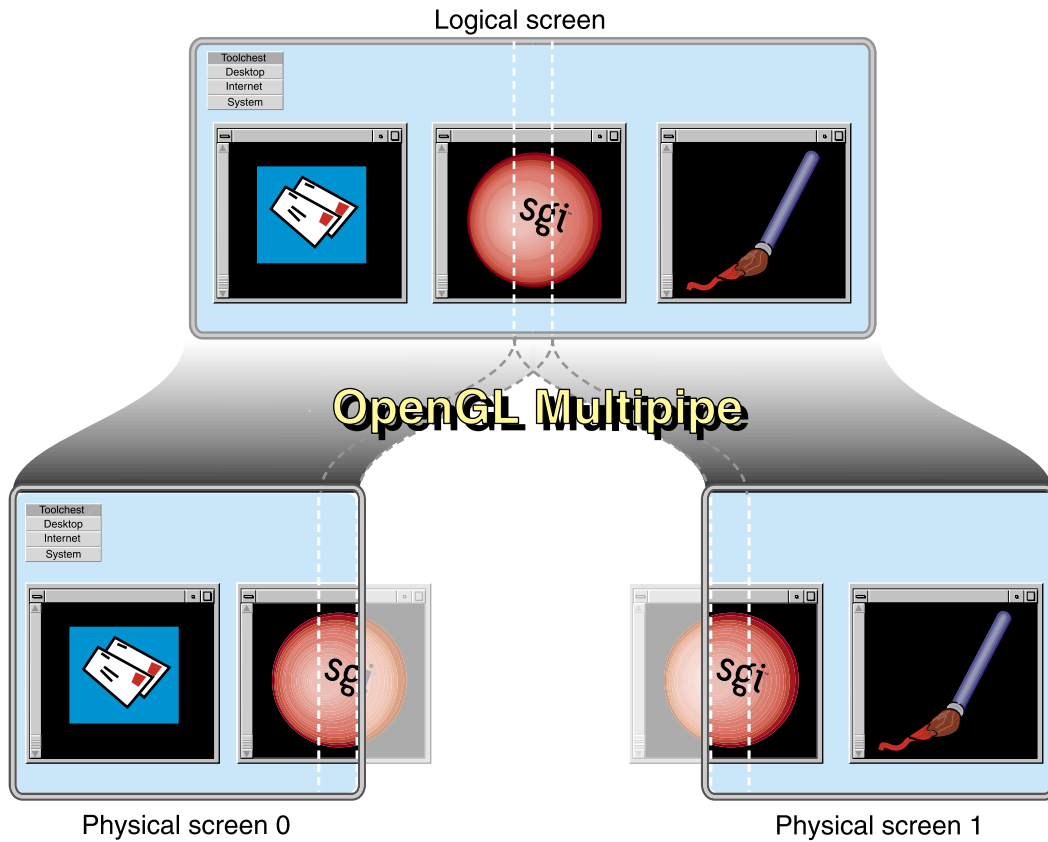 Logical screen
Toolchest
Desktop
Internet
System
sgi
OpenGL Multipipe
Toolchest
Desktop
Internet
System
sgi
sgi
Physical screen 0
Physical screen 1